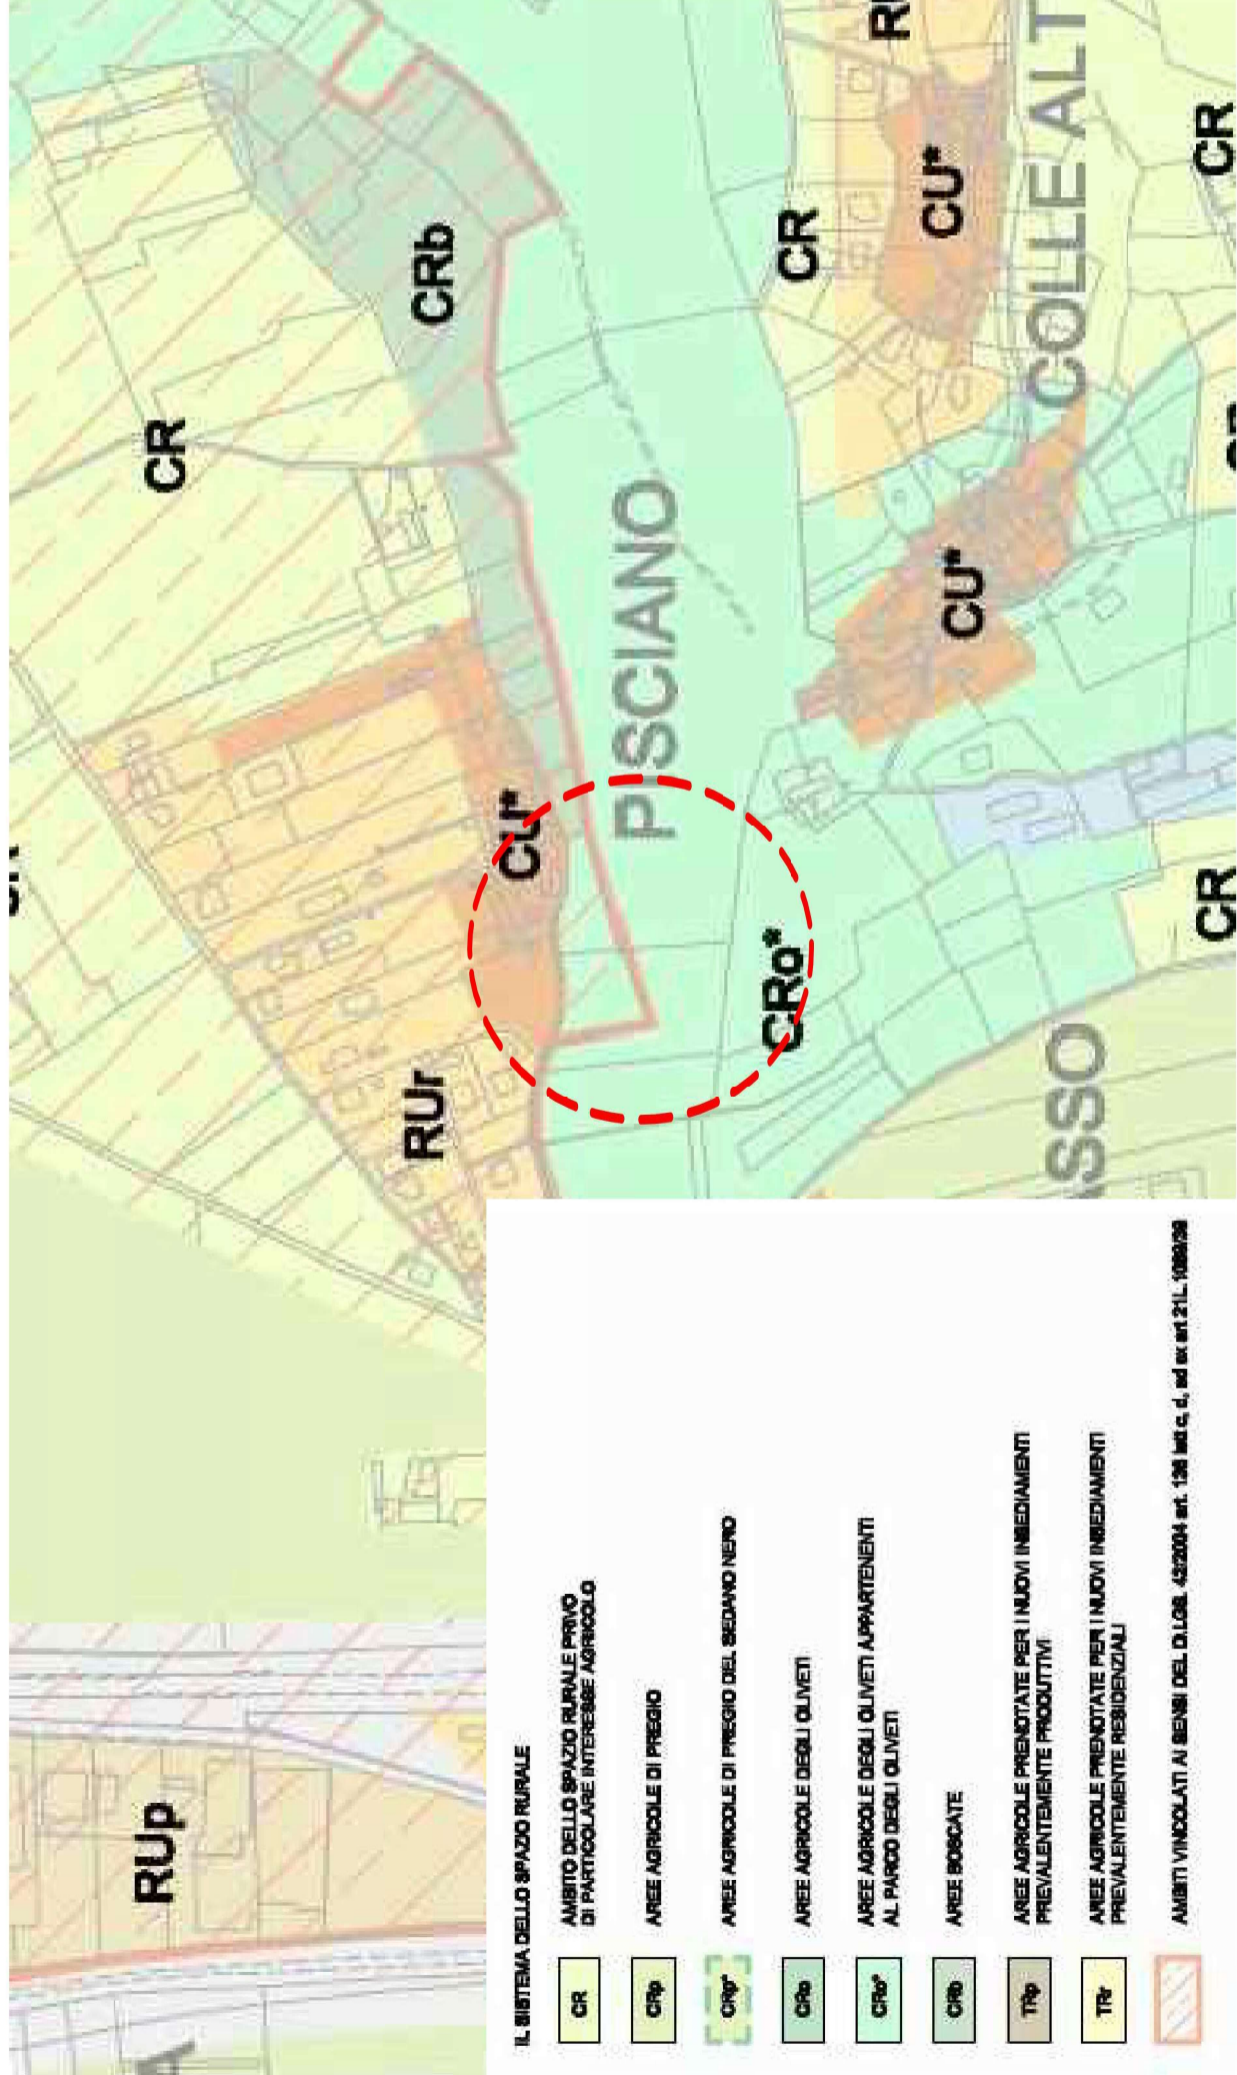 RUp
CR
CRb
RUr
CU*
PISCIANO
CRo*
CR
CU*
CU*
COLLE ALT
CR
CR
ASSO
IL SISTEMA DELLO SPAZIO RURALE
CR
AMBITO DELLO SPAZIO RURALE PRIVO
DI PARTICOLARE INTERESSE AGRICOLO
CRp
AREE AGRICOLE DI PREGIO
CRp*
AREE AGRICOLE DI PREGIO DEL SEDANO NERO
CRo
AREE AGRICOLE DEGLI OLIVETI
CRo*
AREE AGRICOLE DEGLI OLIVETI APPARTENENTI
AL PARCO DEGLI OLIVETI
CRb
AREE BOSCATE
TRp
AREE AGRICOLE PRENOTATE PER I NUOVI INSEDIAMENTI
PREVALENTEMENTE PRODUTTIVI
TRr
AREE AGRICOLE PRENOTATE PER I NUOVI INSEDIAMENTI
PREVALENTEMENTE RESIDENZIALI
AMBITI VINCOLATI AI SENSI DEL D.LGS. 42/2004 art. 136 lett c, d, ed ex art 21 L.1089/39